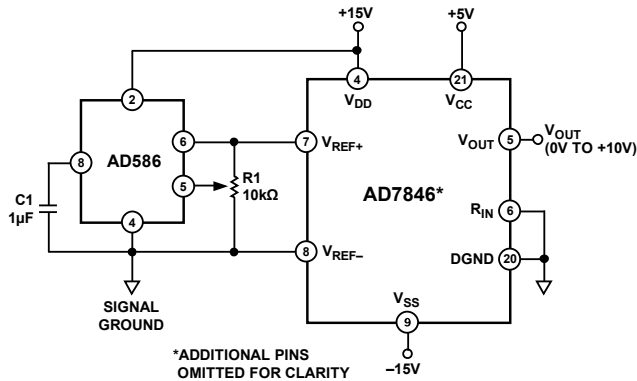 +15V
+5V
2
4
21
V_DD
V_CC
8
AD586
6
5
4
C1
1µF
R1
10kΩ
7
V_REF+
AD7846*
V_OUT
5
V_OUT
(0V TO +10V)
R_IN
6
8
V_REF–
DGND
20
V_SS
9
–15V
SIGNAL
GROUND
*ADDITIONAL PINS
OMITTED FOR CLARITY